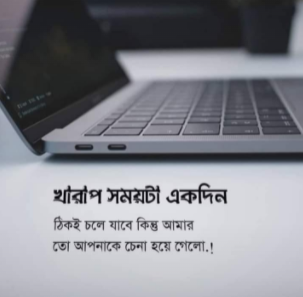 খারাপ সময়টা একদিন
ঠিকই চলে যাবে কিন্তু আমার
তো আপনাকে চেনা হয়ে গেলো.!